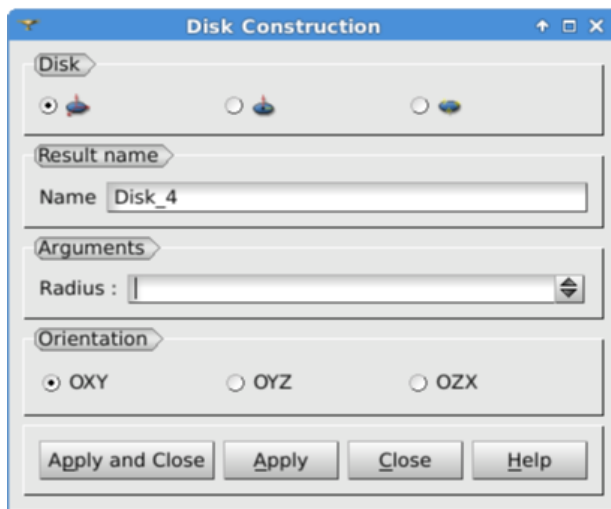 Disk Construction
Disk
Result name
Name Disk_4
Arguments
Radius :
Orientation
OXY OYZ OZX
Apply and Close Apply Close Help